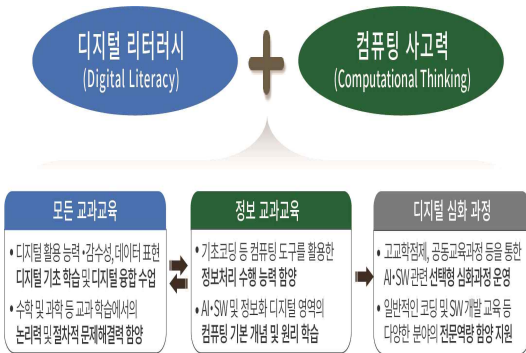 디지털 리터러시
(Digital Literacy)
+
컴퓨팅 사고력
(Computational Thinking)
모든 교과교육
• 디지털 활용 능력·감수성, 데이터 표현
디지털 기초 학습 및 디지털 융합 수업
• 수학 및 과학 등 교과 학습에서의
논리력 및 절차적 문제해결력 함양
정보 교과교육
• 기초코딩 등 컴퓨팅 도구를 활용한
정보처리 수행 능력 함양
• AI·SW 및 정보화 디지털 영역의
컴퓨팅 기본 개념 및 원리 학습
디지털 심화 과정
• 고교학점제, 공동교육과정 등을 통한
AI·SW 관련 선택형 심화과정 운영
• 일반적인 코딩 및 SW 개발 교육 등
다양한 분야의 전문역량 함양 지원